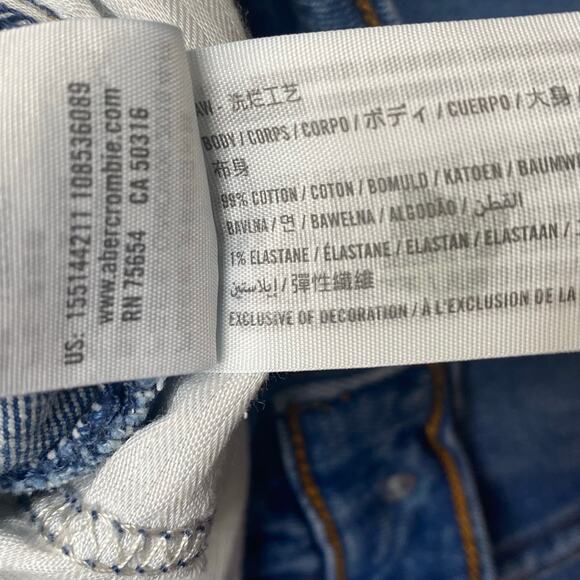 US: 155144211 108536089
www.abercrombie.com
RN 75654 CA 50316
AW - 洗烂工艺
BODY / CORPS / CORPO / ボディ / CUERPO / 大身 /
布身
99% COTTON / COTON / BOMULD / KATOEN / BAUMW
BAVLNA / 면 / BAWEŁNA / ALGODÃO / القطن /
1% ELASTANE / ÉLASTANE / ELASTAN / ELASTAAN /
إيلاستين / 彈性纖維
EXCLUSIVE OF DECORATION / À L'EXCLUSION DE LA